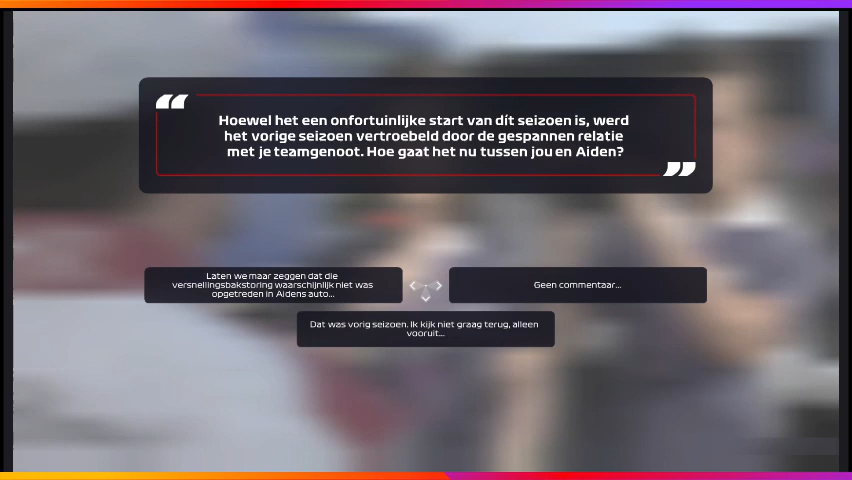 Hoewel het een onfortuinlijke start van dít seizoen is, werd
het vorige seizoen vertroebeld door de gespannen relatie
met je teamgenoot. Hoe gaat het nu tussen jou en Aiden?
Laten we maar zeggen dat die
versnellingsbakstoring waarschijnlijk niet was
opgetreden in Aidens auto...
Geen commentaar...
Dat was vorig seizoen. Ik kijk niet graag terug, alleen
vooruit...